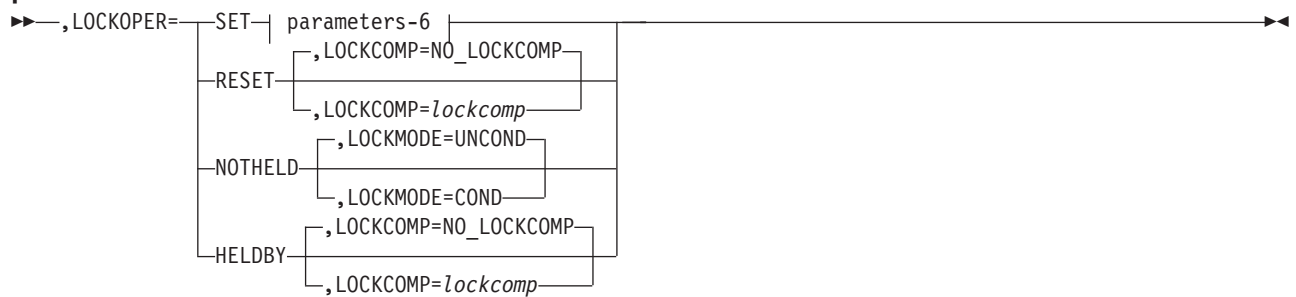 ,LOCKOPER= SET parameters-6
,LOCKCOMP=NO_LOCKCOMP
RESET
,LOCKCOMP=lockcomp
,LOCKMODE=UNCOND
NOTHELD
,LOCKMODE=COND
,LOCKCOMP=NO_LOCKCOMP
HELDBY
,LOCKCOMP=lockcomp